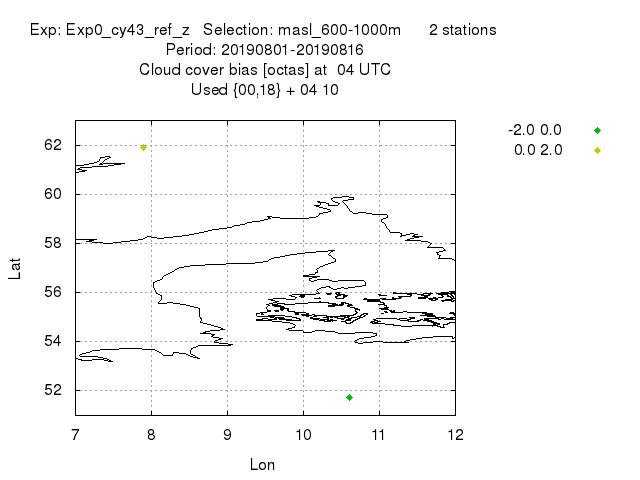 Exp: Exp0_cy43_ref_z   Selection: masl_600-1000m      2 stations
Period: 20190801-20190816
Cloud cover bias [octas] at  04 UTC
Used {00,18} + 04 10
-2.0 0.0
0.0 2.0
62
60
58
56
54
52
Lat
7 8 9 10 11 12
Lon